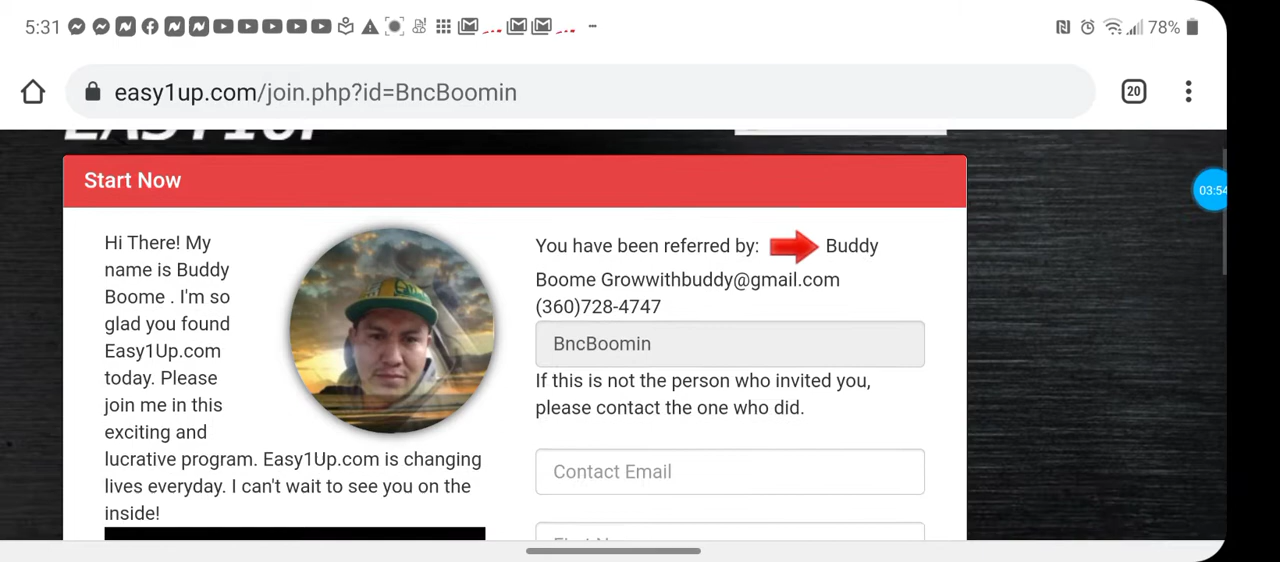 5:31
78%
easy1up.com/join.php?id=BncBoomin
20
EASY1UP
Start Now
03:54
Hi There! My
name is Buddy
Boome . I'm so
glad you found
Easy1Up.com
today. Please
join me in this
exciting and
lucrative program. Easy1Up.com is changing
lives everyday. I can't wait to see you on the
inside!
You have been referred by: Buddy
Boome Growwithbuddy@gmail.com
(360)728-4747
BncBoomin
If this is not the person who invited you,
please contact the one who did.
Contact Email